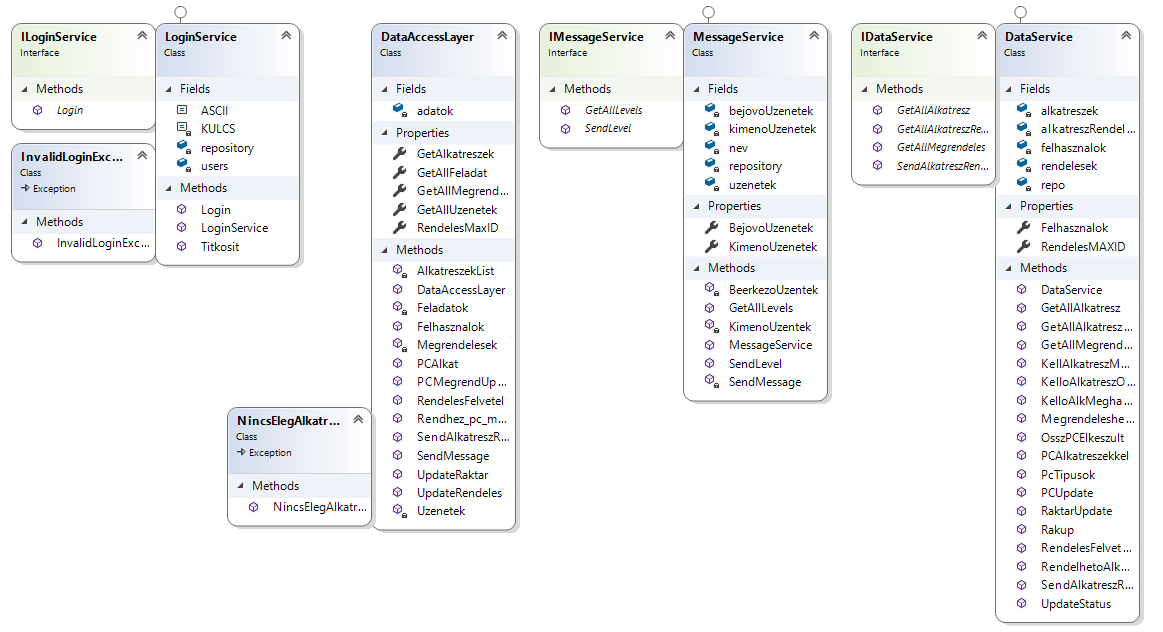 ILoginService
Interface
Methods
Login
InvalidLoginExc...
Class
Exception
Methods
InvalidLoginExc...
LoginService
Class
Fields
ASCII
KULCS
repository
users
Methods
Login
LoginService
Titkosit
NincsElegAlkatr...
Class
Exception
Methods
NincsElegAlkatr...
DataAccessLayer
Class
Fields
adatok
Properties
GetAlkatreszek
GetAllFeladat
GetAllMegrend...
GetAllUzenetek
RendelesMaxID
Methods
AlkatreszekList
DataAccessLayer
Feladatok
Felhasznalok
Megrendelesek
PCAlkat
PCMegrendUp...
RendelesFelvetel
Rendhez_pc_m...
SendAlkatreszR...
SendMessage
UpdateRaktar
UpdateRendeles
Uzenetek
IMessageService
Interface
Methods
GetAllLevels
SendLevel
MessageService
Class
Fields
bejovoUzenetek
kimenoUzenetek
nev
repository
uzenetek
Properties
BejovoUzenetek
KimenoUzenetek
Methods
BeerkezoUzentek
GetAllLevels
KimenoUzentek
MessageService
SendLevel
SendMessage
IDataService
Interface
Methods
GetAllAlkatresz
GetAllAlkatreszRe...
GetAllMegrendeles
SendAlkatreszRen...
DataService
Class
Fields
alkatreszek
alkatreszRendel...
felhasznalok
rendelesek
repo
Properties
Felhasznalok
RendelesMAXID
Methods
DataService
GetAllAlkatresz
GetAllAlkatresz...
GetAllMegrend...
KellAlkatreszM...
KelloAlkatreszO...
KelloAlkMegha...
Megrendeleshe...
OsszPCElkeszult
PCAlkatreszekkel
PcTipusok
PCUpdate
RaktarUpdate
Rakup
RendelesFelvet...
RendelhetoAlk...
SendAlkatreszR...
UpdateStatus